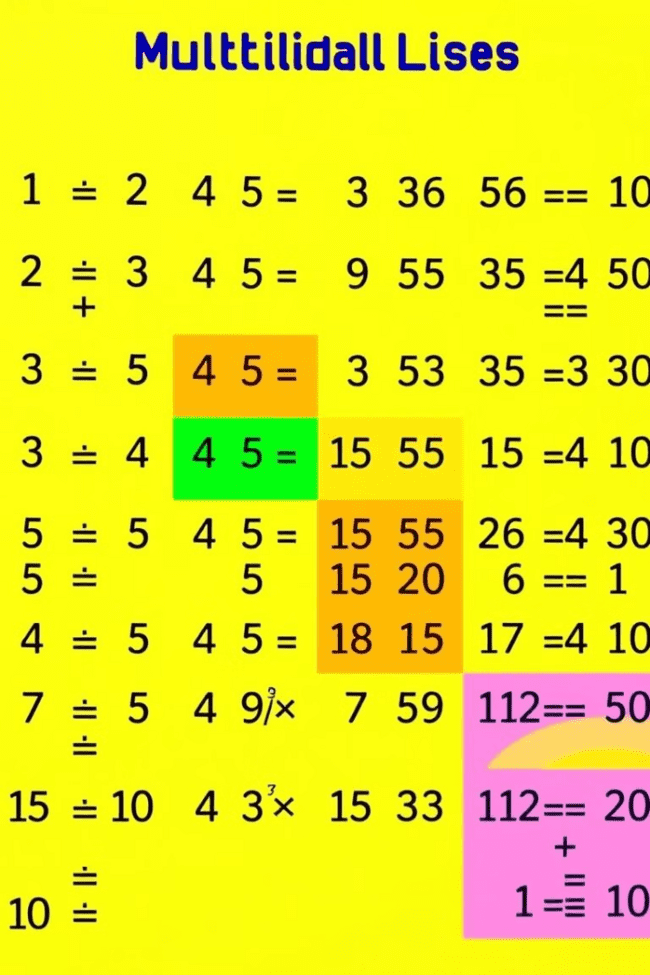 Multtilidall Lises
1 ≐ 2 4 5 = 3 36 56 == 10
2 ≐ 3 4 5 = 9 55 35 =4 50
+ ==
3 ≐ 5 4 5 = 3 53 35 =3 30
3 ≐ 4 4 5 = 15 55 15 =4 10
5 ≐ 5 4 5 = 15 55 26 =4 30
5 ≐ 5 15 20 6 == 1
4 ≐ 5 4 5 = 18 15 17 =4 10
7 ≐ 5 4 9 × 7 59 112== 50
≐
15 ≐ 10 4 3³× 15 33 112== 20
+
≐ =
10 ≐ 1 =≡ 10